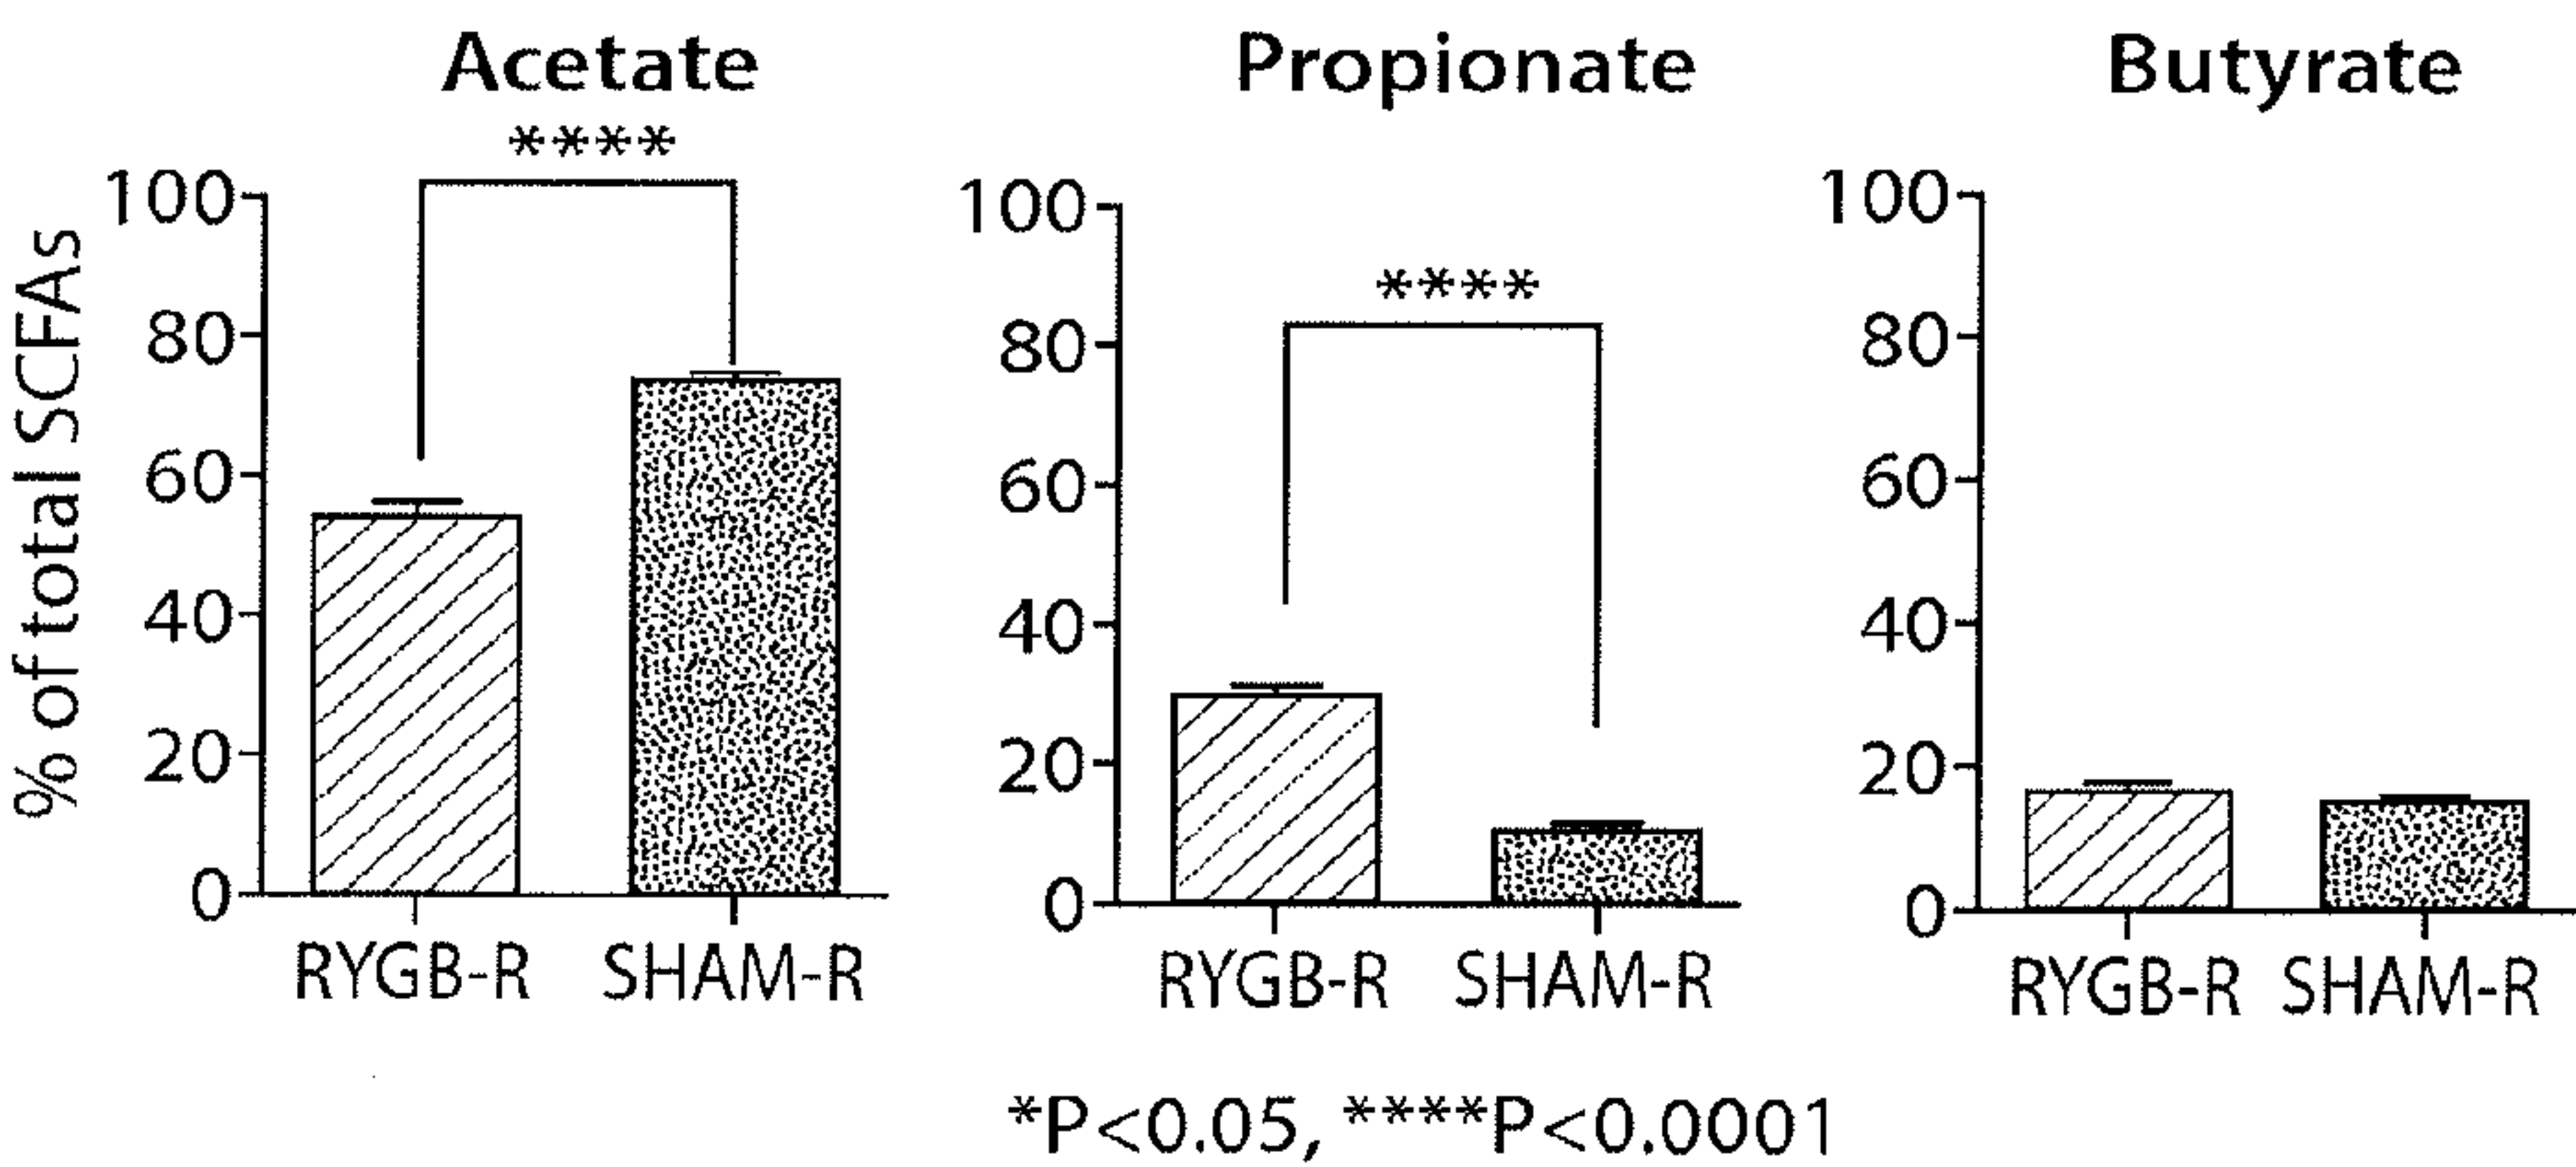 Acetate Propionate Butyrate
**** ****
% of total SCFAs
100 80 60 40 20 0
100 80 60 40 20 0
100 80 60 40 20 0
RYGB-R SHAM-R RYGB-R SHAM-R RYGB-R SHAM-R
*P<0.05, ****P<0.0001